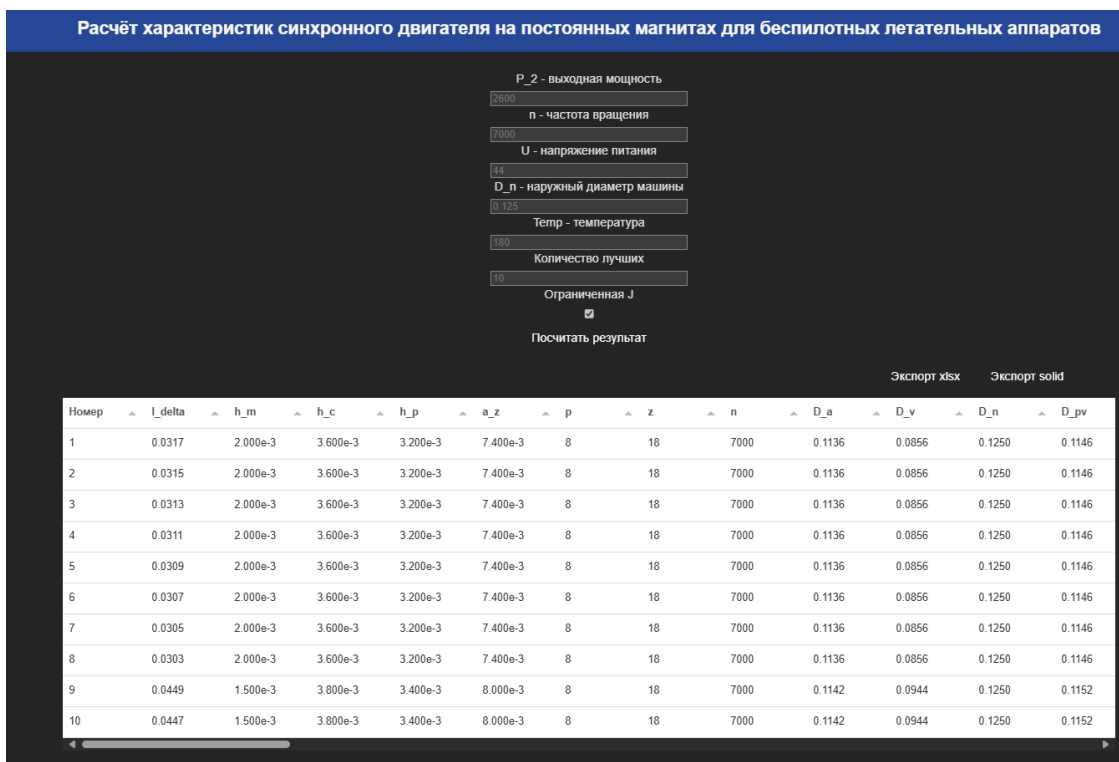 Расчёт характеристик синхронного двигателя на постоянных магнитах для беспилотных летательных аппаратов
P_2 - выходная мощность
2600
n - частота вращения
7000
U - напряжение питания
44
D_n - наружный диаметр машины
0.125
Temp - температура
180
Количество лучших
10
Ограниченная J
Посчитать результат
Экспорт xlsx Экспорт solid
Номер l_delta h_m h_c h_p a_z p z n D_a D_v D_n D_pv
1 0.0317 2.000e-3 3.600e-3 3.200e-3 7.400e-3 8 18 7000 0.1136 0.0856 0.1250 0.1146
2 0.0315 2.000e-3 3.600e-3 3.200e-3 7.400e-3 8 18 7000 0.1136 0.0856 0.1250 0.1146
3 0.0313 2.000e-3 3.600e-3 3.200e-3 7.400e-3 8 18 7000 0.1136 0.0856 0.1250 0.1146
4 0.0311 2.000e-3 3.600e-3 3.200e-3 7.400e-3 8 18 7000 0.1136 0.0856 0.1250 0.1146
5 0.0309 2.000e-3 3.600e-3 3.200e-3 7.400e-3 8 18 7000 0.1136 0.0856 0.1250 0.1146
6 0.0307 2.000e-3 3.600e-3 3.200e-3 7.400e-3 8 18 7000 0.1136 0.0856 0.1250 0.1146
7 0.0305 2.000e-3 3.600e-3 3.200e-3 7.400e-3 8 18 7000 0.1136 0.0856 0.1250 0.1146
8 0.0303 2.000e-3 3.600e-3 3.200e-3 7.400e-3 8 18 7000 0.1136 0.0856 0.1250 0.1146
9 0.0449 1.500e-3 3.800e-3 3.400e-3 8.000e-3 8 18 7000 0.1142 0.0944 0.1250 0.1152
10 0.0447 1.500e-3 3.800e-3 3.400e-3 8.000e-3 8 18 7000 0.1142 0.0944 0.1250 0.1152